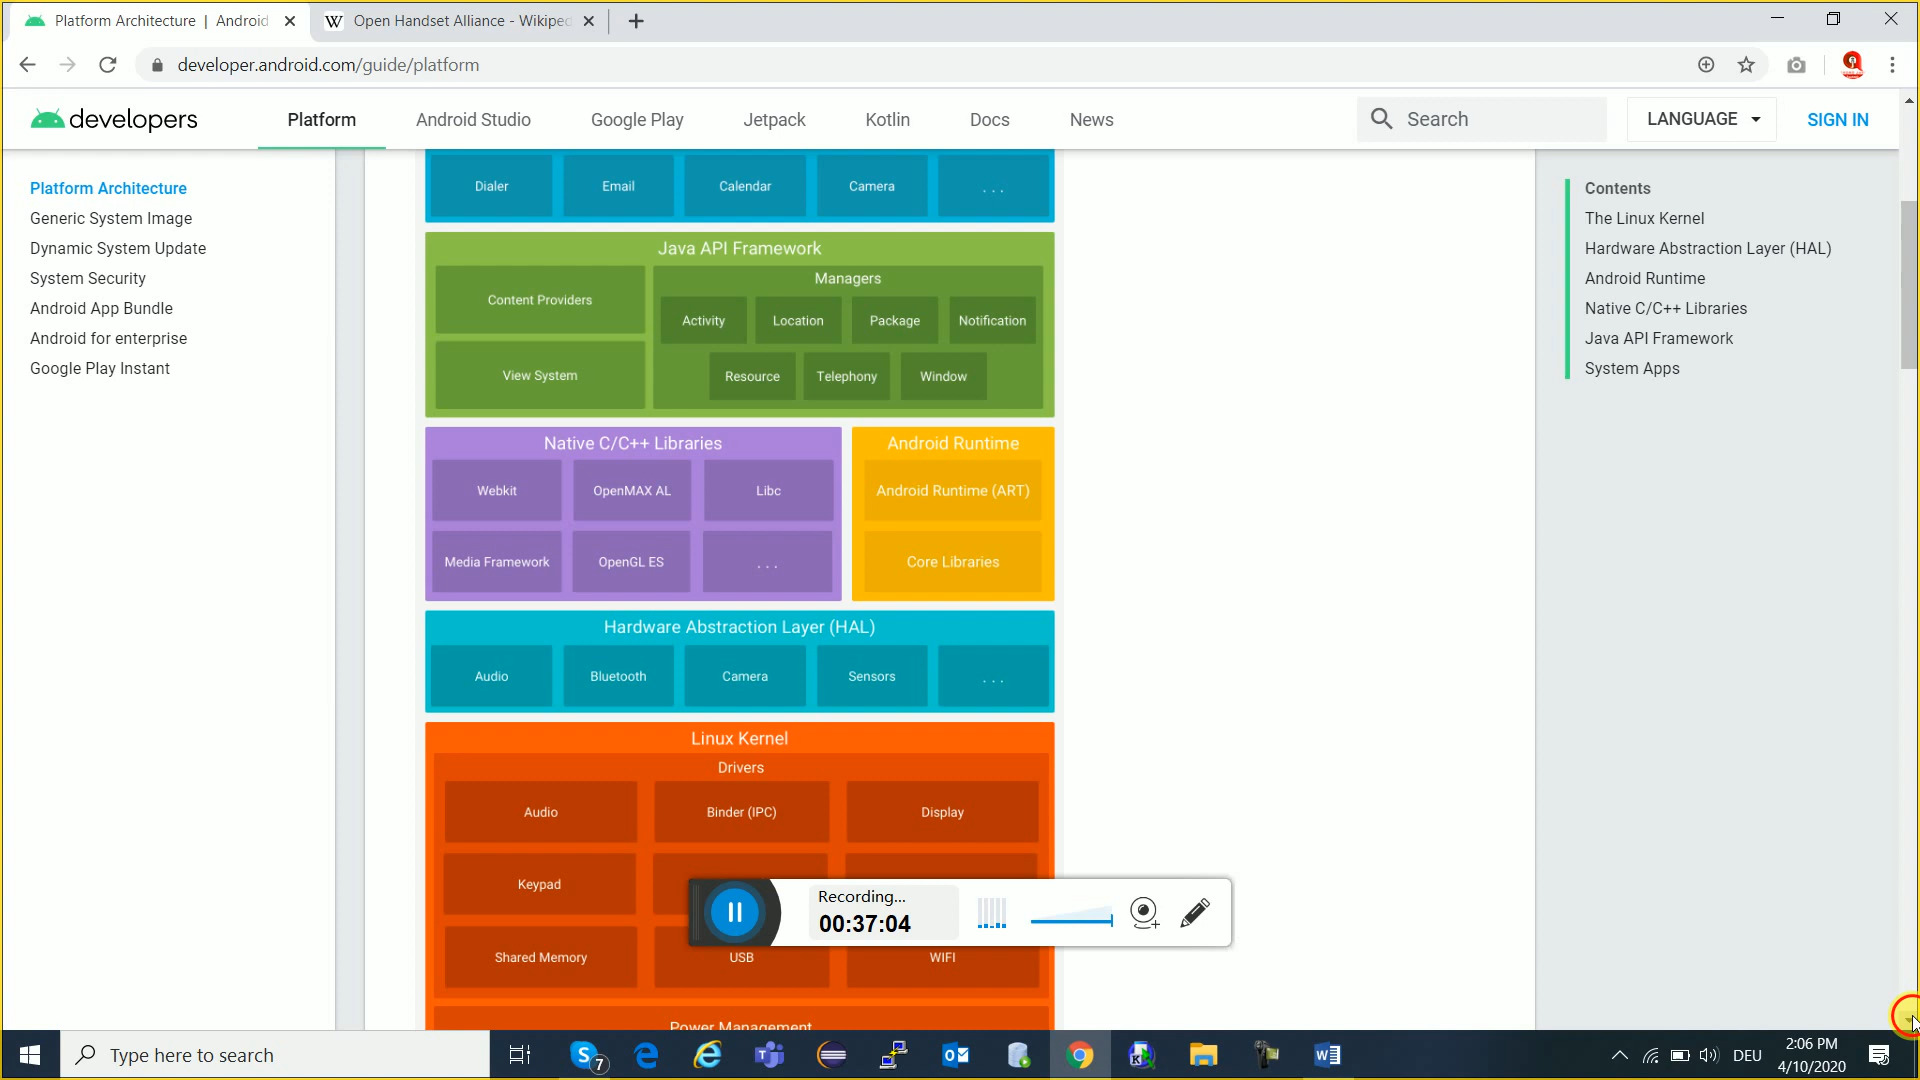 Platform Architecture | Android
Open Handset Alliance - Wikiped
developer.android.com/guide/platform
developers
Platform
Android Studio
Google Play
Jetpack
Kotlin
Docs
News
Search
LANGUAGE
SIGN IN
Platform Architecture
Generic System Image
Dynamic System Update
System Security
Android App Bundle
Android for enterprise
Google Play Instant
Dialer
Email
Calendar
Camera
. . .
Java API Framework
Content Providers
View System
Managers
Activity
Location
Package
Notification
Resource
Telephony
Window
Native C/C++ Libraries
Webkit
OpenMAX AL
Libc
Media Framework
OpenGL ES
. . .
Android Runtime
Android Runtime (ART)
Core Libraries
Hardware Abstraction Layer (HAL)
Audio
Bluetooth
Camera
Sensors
. . .
Linux Kernel
Drivers
Audio
Binder (IPC)
Display
Keypad
Shared Memory
USB
WIFI
Power Management
Contents
The Linux Kernel
Hardware Abstraction Layer (HAL)
Android Runtime
Native C/C++ Libraries
Java API Framework
System Apps
Recording...
00:37:04
Type here to search
7
DEU
2:06 PM
4/10/2020